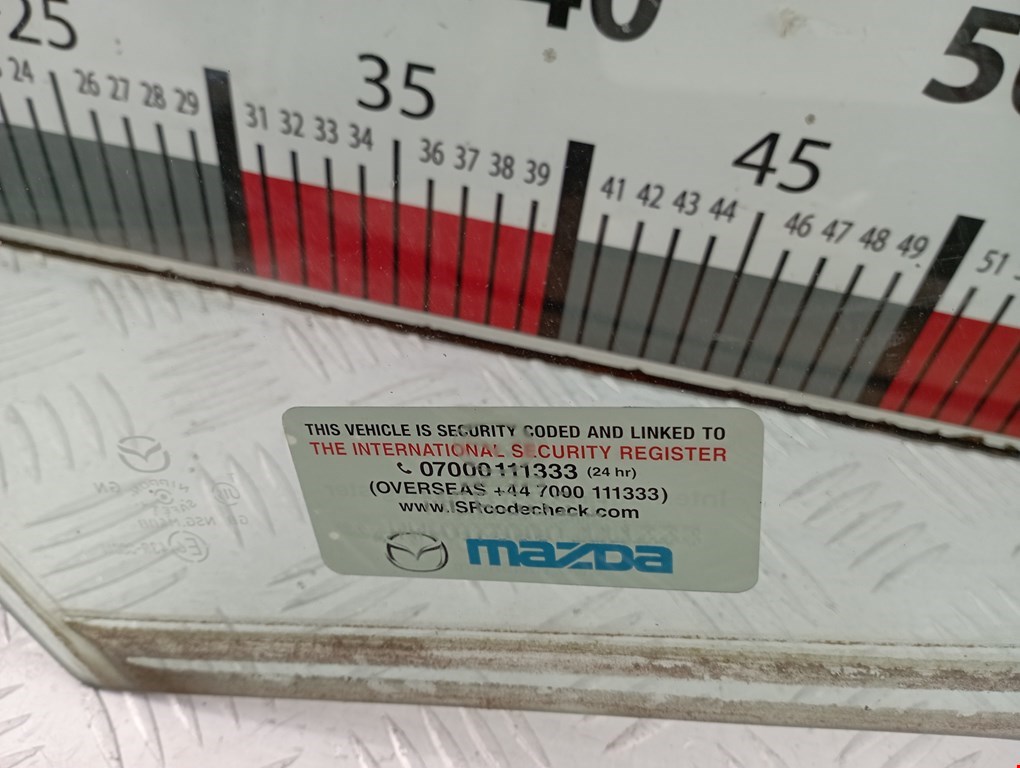 25
40
50
35
45
24 26 27 28 29 31 32 33 34 36 37 38 39 41 42 43 44 46 47 48 49 51
THIS VEHICLE IS SECURITY CODED AND LINKED TO
THE INTERNATIONAL SECURITY REGISTER
07000111333 (24 hr)
(OVERSEAS +44 7000 111333)
www.ISRcodecheck.com
mazda